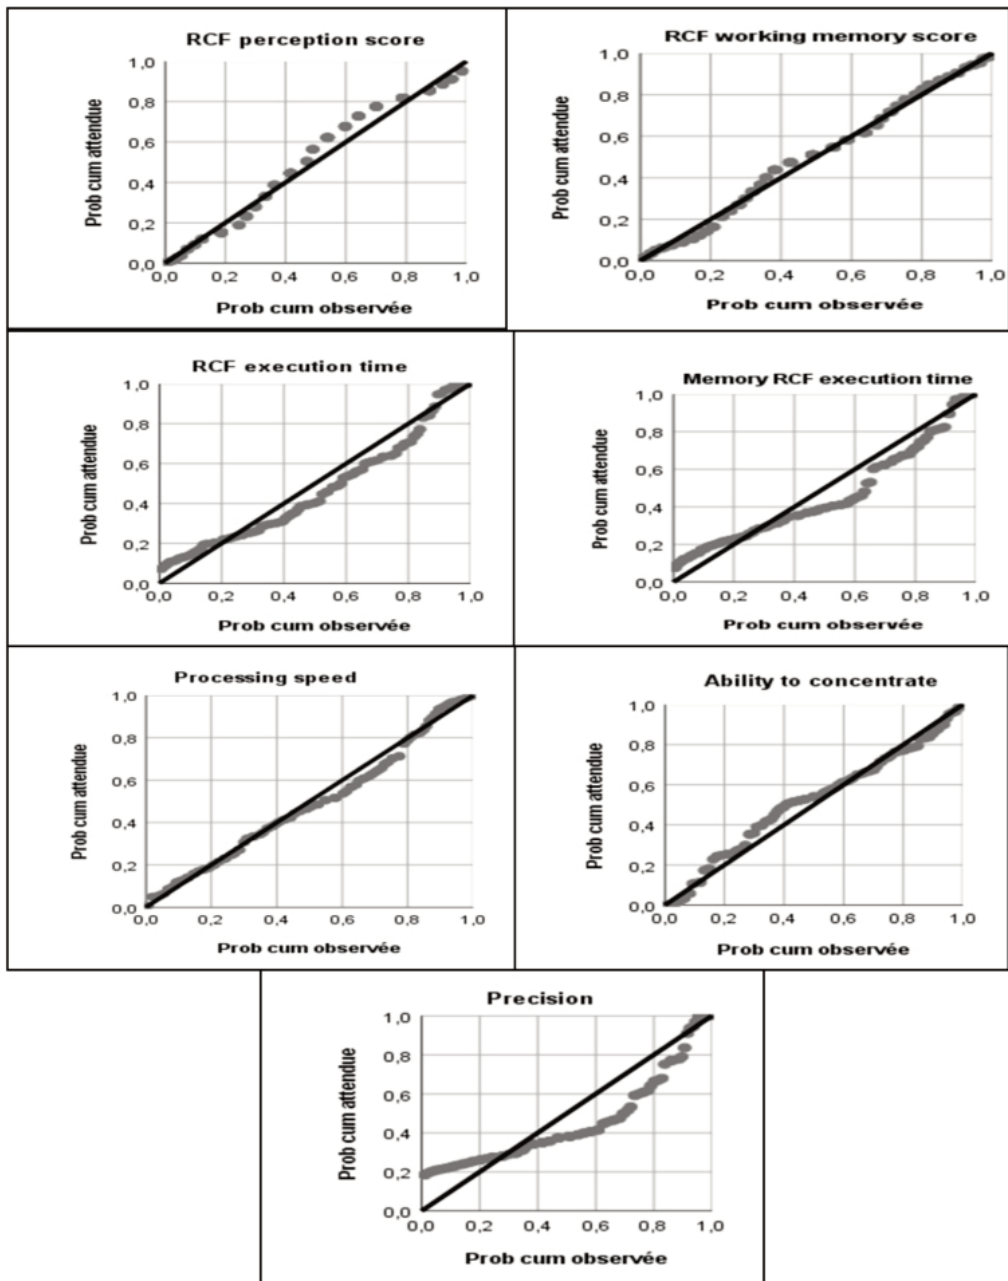 RCF perception score
1,0
0,8
0,6
0,4
0,2
0,0
Prob cum attendue
0,0 0,2 0,4 0,6 0,8 1,0
Prob cum observée
RCF working memory score
1,0
0,8
0,6
0,4
0,2
0,0
Prob cum attendue
0,0 0,2 0,4 0,6 0,8 1,0
Prob cum observée
RCF execution time
1,0
0,8
0,6
0,4
0,2
0,0
Prob cum attendue
0,0 0,2 0,4 0,6 0,8 1,0
Prob cum observée
Memory RCF execution time
1,0
0,8
0,6
0,4
0,2
0,0
Prob cum attendue
0,0 0,2 0,4 0,6 0,8 1,0
Prob cum observée
Processing speed
1,0
0,8
0,6
0,4
0,2
0,0
Prob cum attendue
0,0 0,2 0,4 0,6 0,8 1,0
Prob cum observée
Ability to concentrate
1,0
0,8
0,6
0,4
0,2
0,0
Prob cum attendue
0,0 0,2 0,4 0,6 0,8 1,0
Prob cum observée
Precision
1,0
0,8
0,6
0,4
0,2
0,0
Prob cum attendue
0,0 0,2 0,4 0,6 0,8 1,0
Prob cum observée